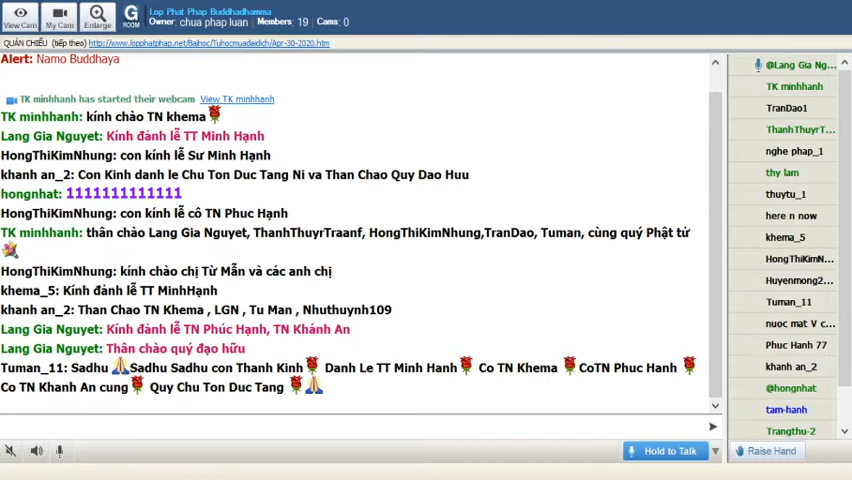 Lop Phat Phap Buddhadhamma
Owner: chua phap luan Members: 19 Cams: 0
View Cam
My Cam
Enlarge
G
ROOM
QUÁN CHIẾU (tiếp theo) http://www.lopphatphap.net/Baihoc/Tuhocmuadaidich/Apr-30-2020.htm
Alert: Namo Buddhaya
TK minhhanh has started their webcam View TK minhhanh
TK minhhanh: kính chào TN khema
Lang Gia Nguyet: Kính đảnh lễ TT Minh Hạnh
HongThiKimNhung: con kính lễ Sư Minh Hạnh
khanh an_2: Con Kinh danh le Chu Ton Duc Tang Ni va Than Chao Quy Dao Huu
hongnhat: 1111111111111
HongThiKimNhung: con kính lễ cô TN Phuc Hạnh
TK minhhanh: thân chào Lang Gia Nguyet, ThanhThuyrTraanf, HongThiKimNhung,TranDao, Tuman, cùng quý Phật tử
HongThiKimNhung: kính chào chị Từ Mẫn và các anh chị
khema_5: Kính đảnh lễ TT MinhHạnh
khanh an_2: Than Chao TN Khema , LGN , Tu Man , Nhuthuynh109
Lang Gia Nguyet: Kính đảnh lễ TN Phúc Hạnh, TN Khánh An
Lang Gia Nguyet: Thân chào quý đạo hữu
Tuman_11: Sadhu Sadhu Sadhu con Thanh Kinh Danh Le TT Minh Hanh Co TN Khema CoTN Phuc Hanh
Co TN Khanh An cung Quy Chu Ton Duc Tang
Hold to Talk
@Lang Gia Ng...
TK minhhanh
TranDao1
ThanhThuyrT...
nghe phap_1
thy lam
thuytu_1
here n now
khema_5
HongThiKimN...
Huyenmong2...
Tuman_11
nuoc mat V c...
Phuc Hanh 77
khanh an_2
@hongnhat
tam-hanh
Trangthu-2
Raise Hand